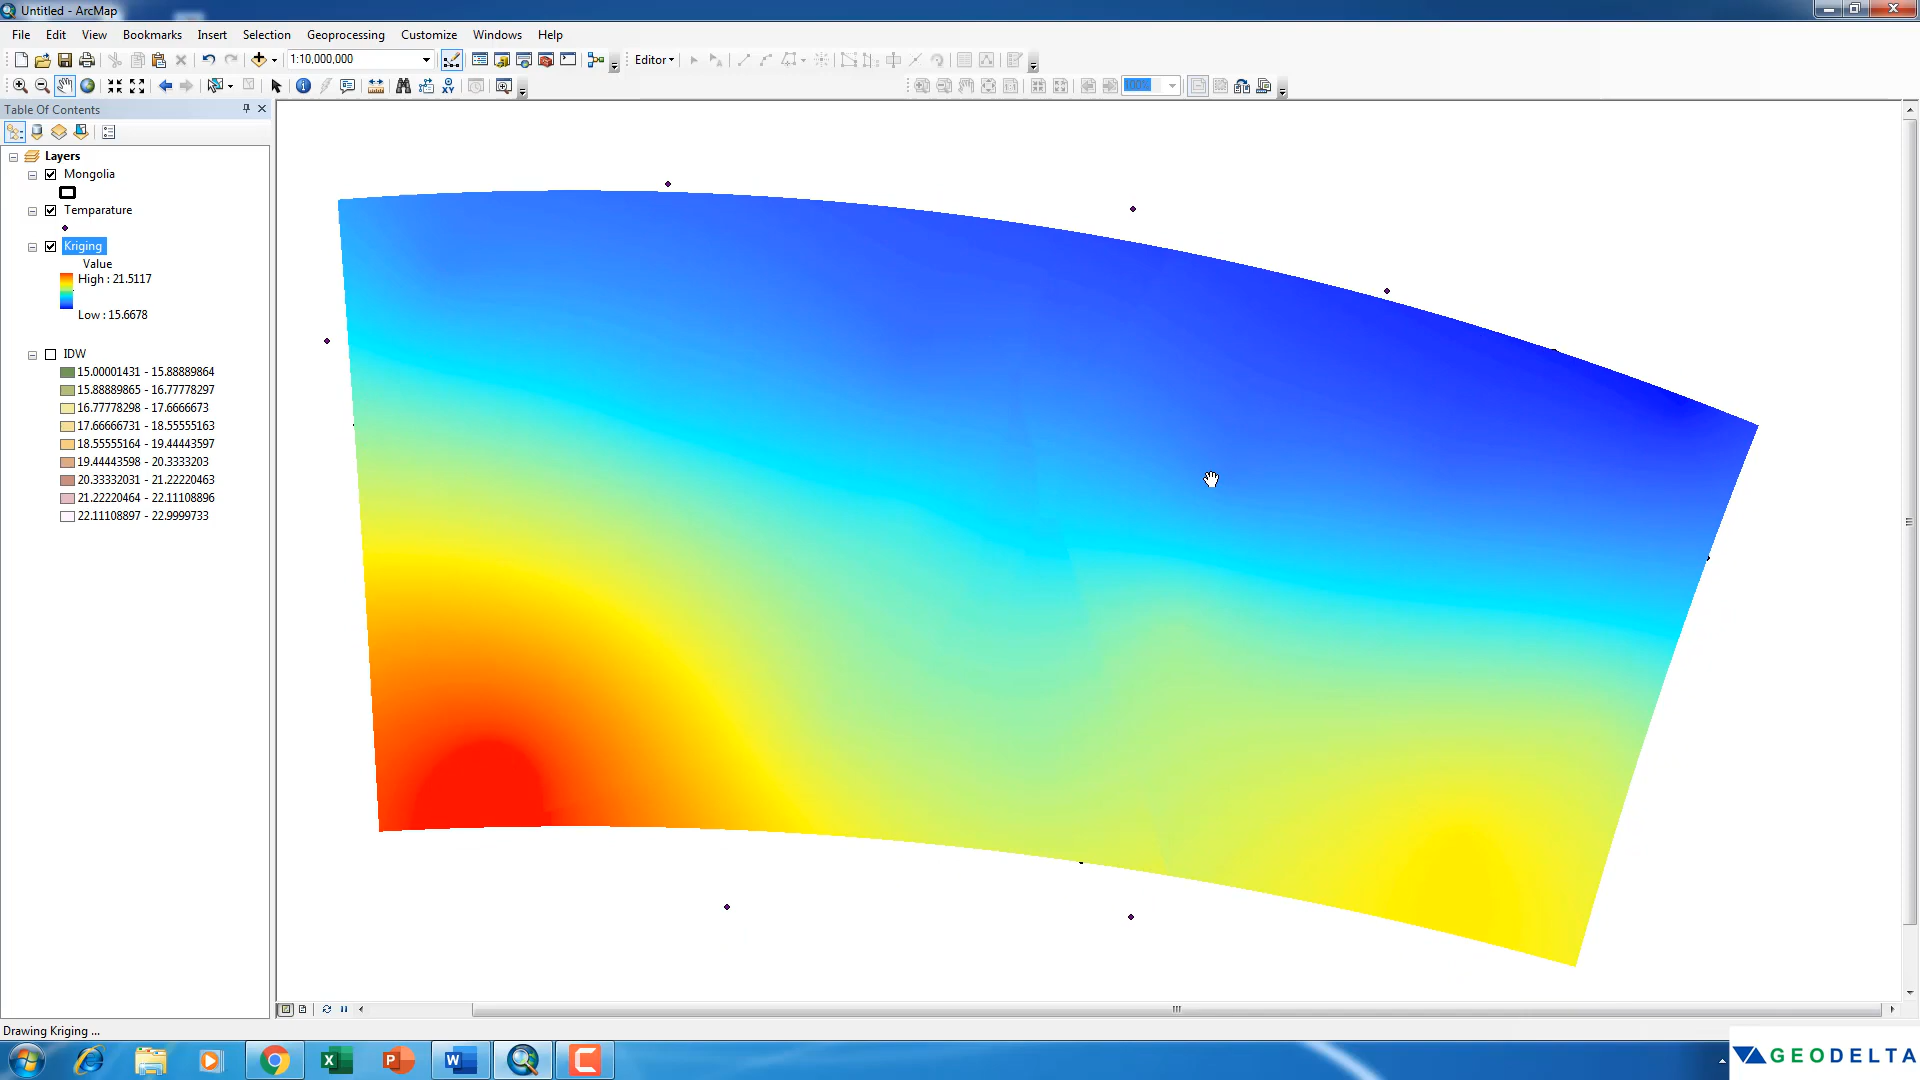 Untitled - ArcMap
File Edit View Bookmarks Insert Selection Geoprocessing Customize Windows Help
1:10,000,000
Editor
100%
Table Of Contents
Layers
Mongolia
Temparature
Kriging
Value
High : 21.5117
Low : 15.6678
IDW
15.00001431 - 15.88889864
15.88889865 - 16.77778297
16.77778298 - 17.6666673
17.66666731 - 18.55555163
18.55555164 - 19.44443597
19.44443598 - 20.3333203
20.33332031 - 21.22220463
21.22220464 - 22.11108896
22.11108897 - 22.9999733
Drawing Kriging ...
GEODELTA